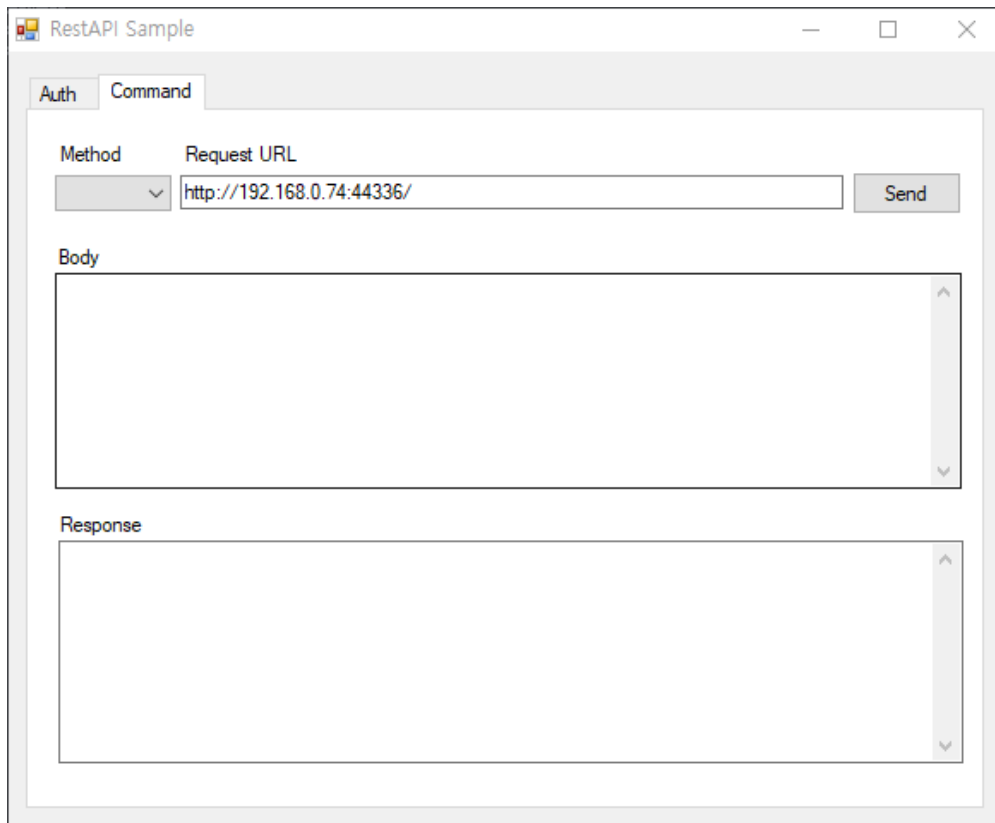 RestAPI Sample
Auth
Command
Method
Request URL
http://192.168.0.74:44336/
Send
Body
Response